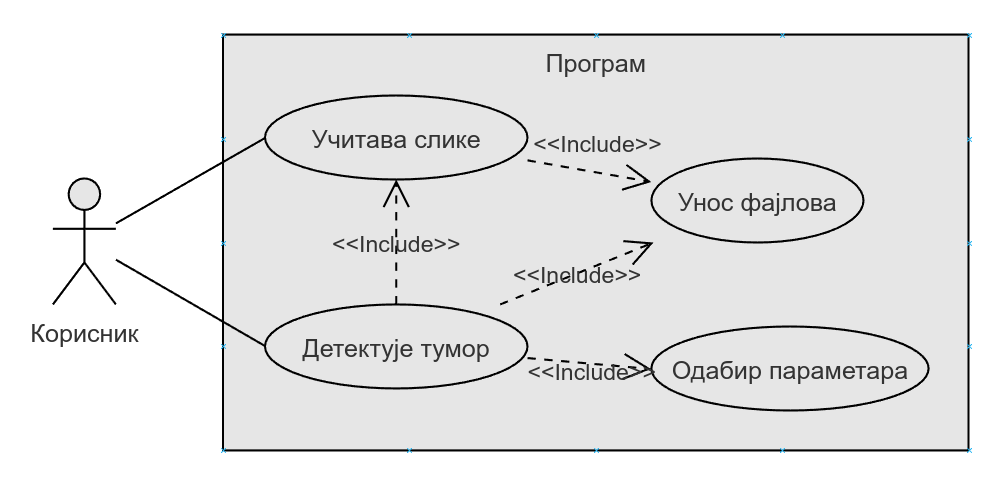 Програм
Учитава слике
<<Include>>
Унос фајлова
<<Include>>
<<Include>>
Корисник
Детектује тумор
<<Include>>
Одабир параметара